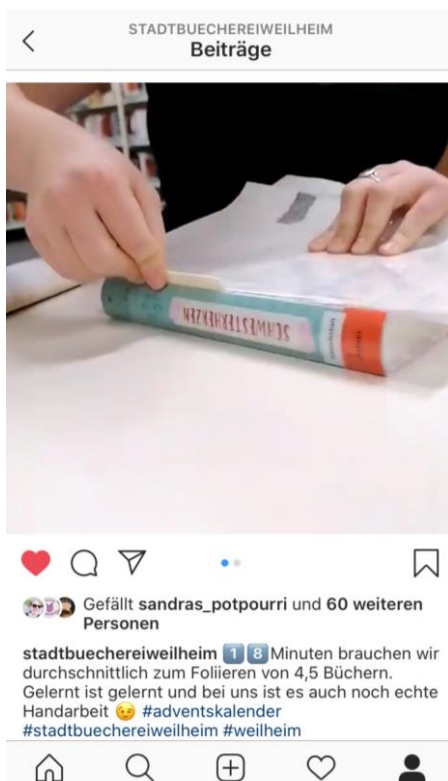 STADTBUECHEREIWEILHEIM
Beiträge
SCHWESTERHERZEN
Gefällt sandras_potpourri und 60 weiteren
Personen
stadtbuechereiweilheim 1️⃣8️⃣Minuten brauchen wir
durchschnittlich zum Foliieren von 4,5 Büchern.
Gelernt ist gelernt und bei uns ist es auch noch echte
Handarbeit 😉 #adventskalender
#stadtbuechereiweilheim #weilheim